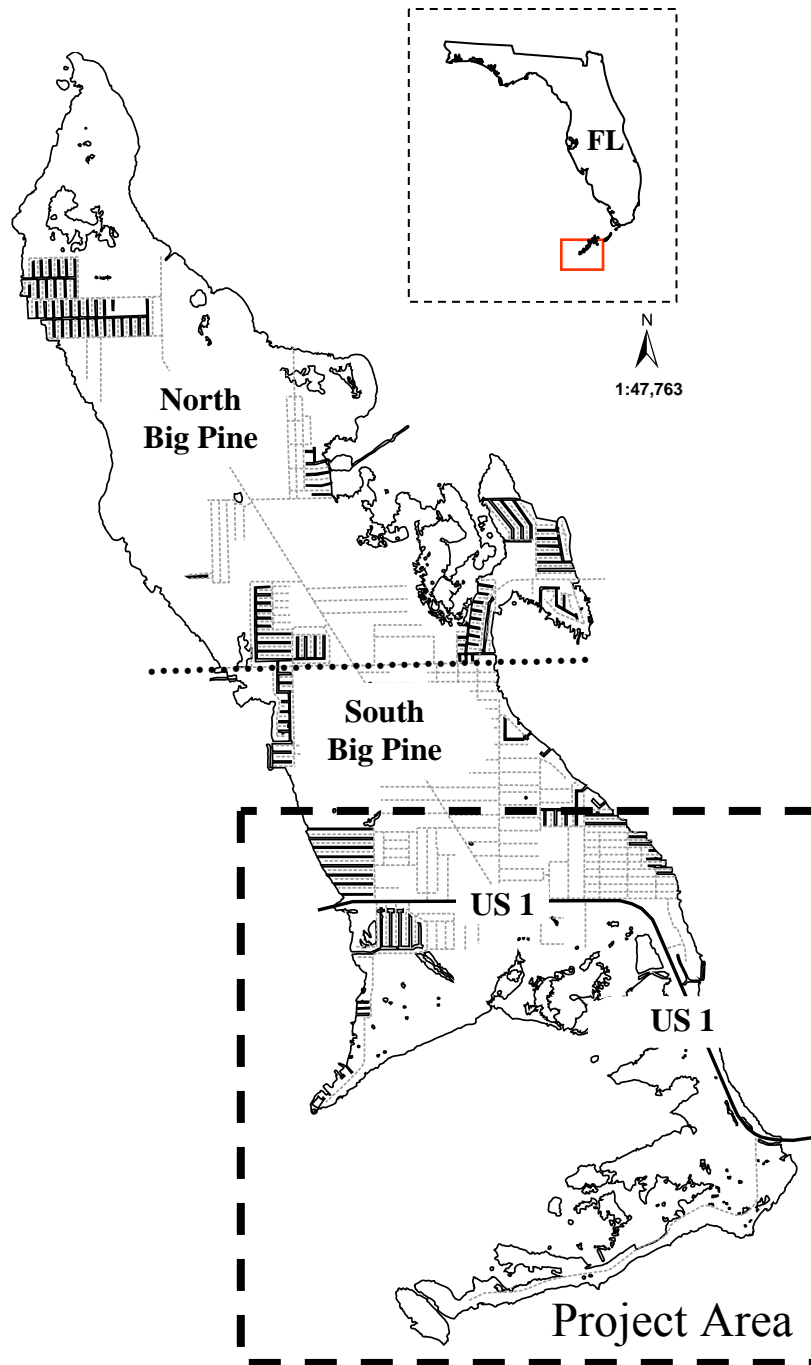 FL
N
1:47,763
North
Big Pine
South
Big Pine
US 1
US 1
Project Area